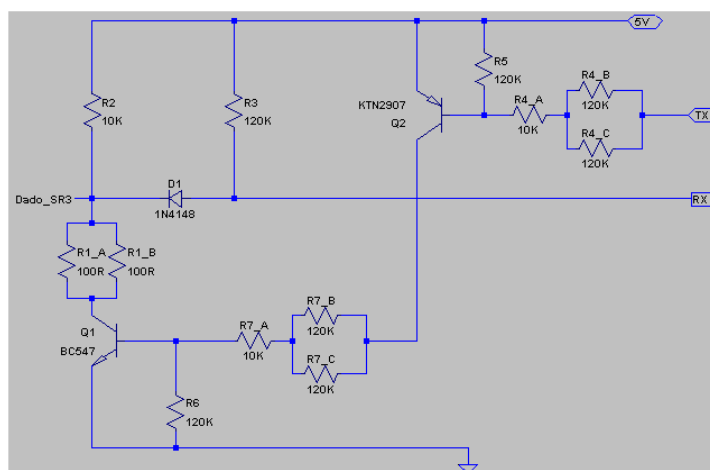 5V
R2
10K
R3
120K
R5
120K
KTN2907
Q2
R4_A
10K
R4_B
120K
R4_C
120K
TX
Dado_SR3
D1
1N4148
RX
R1_A
100R
R1_B
100R
Q1
BC547
R7_A
10K
R7_B
120K
R7_C
120K
R6
120K